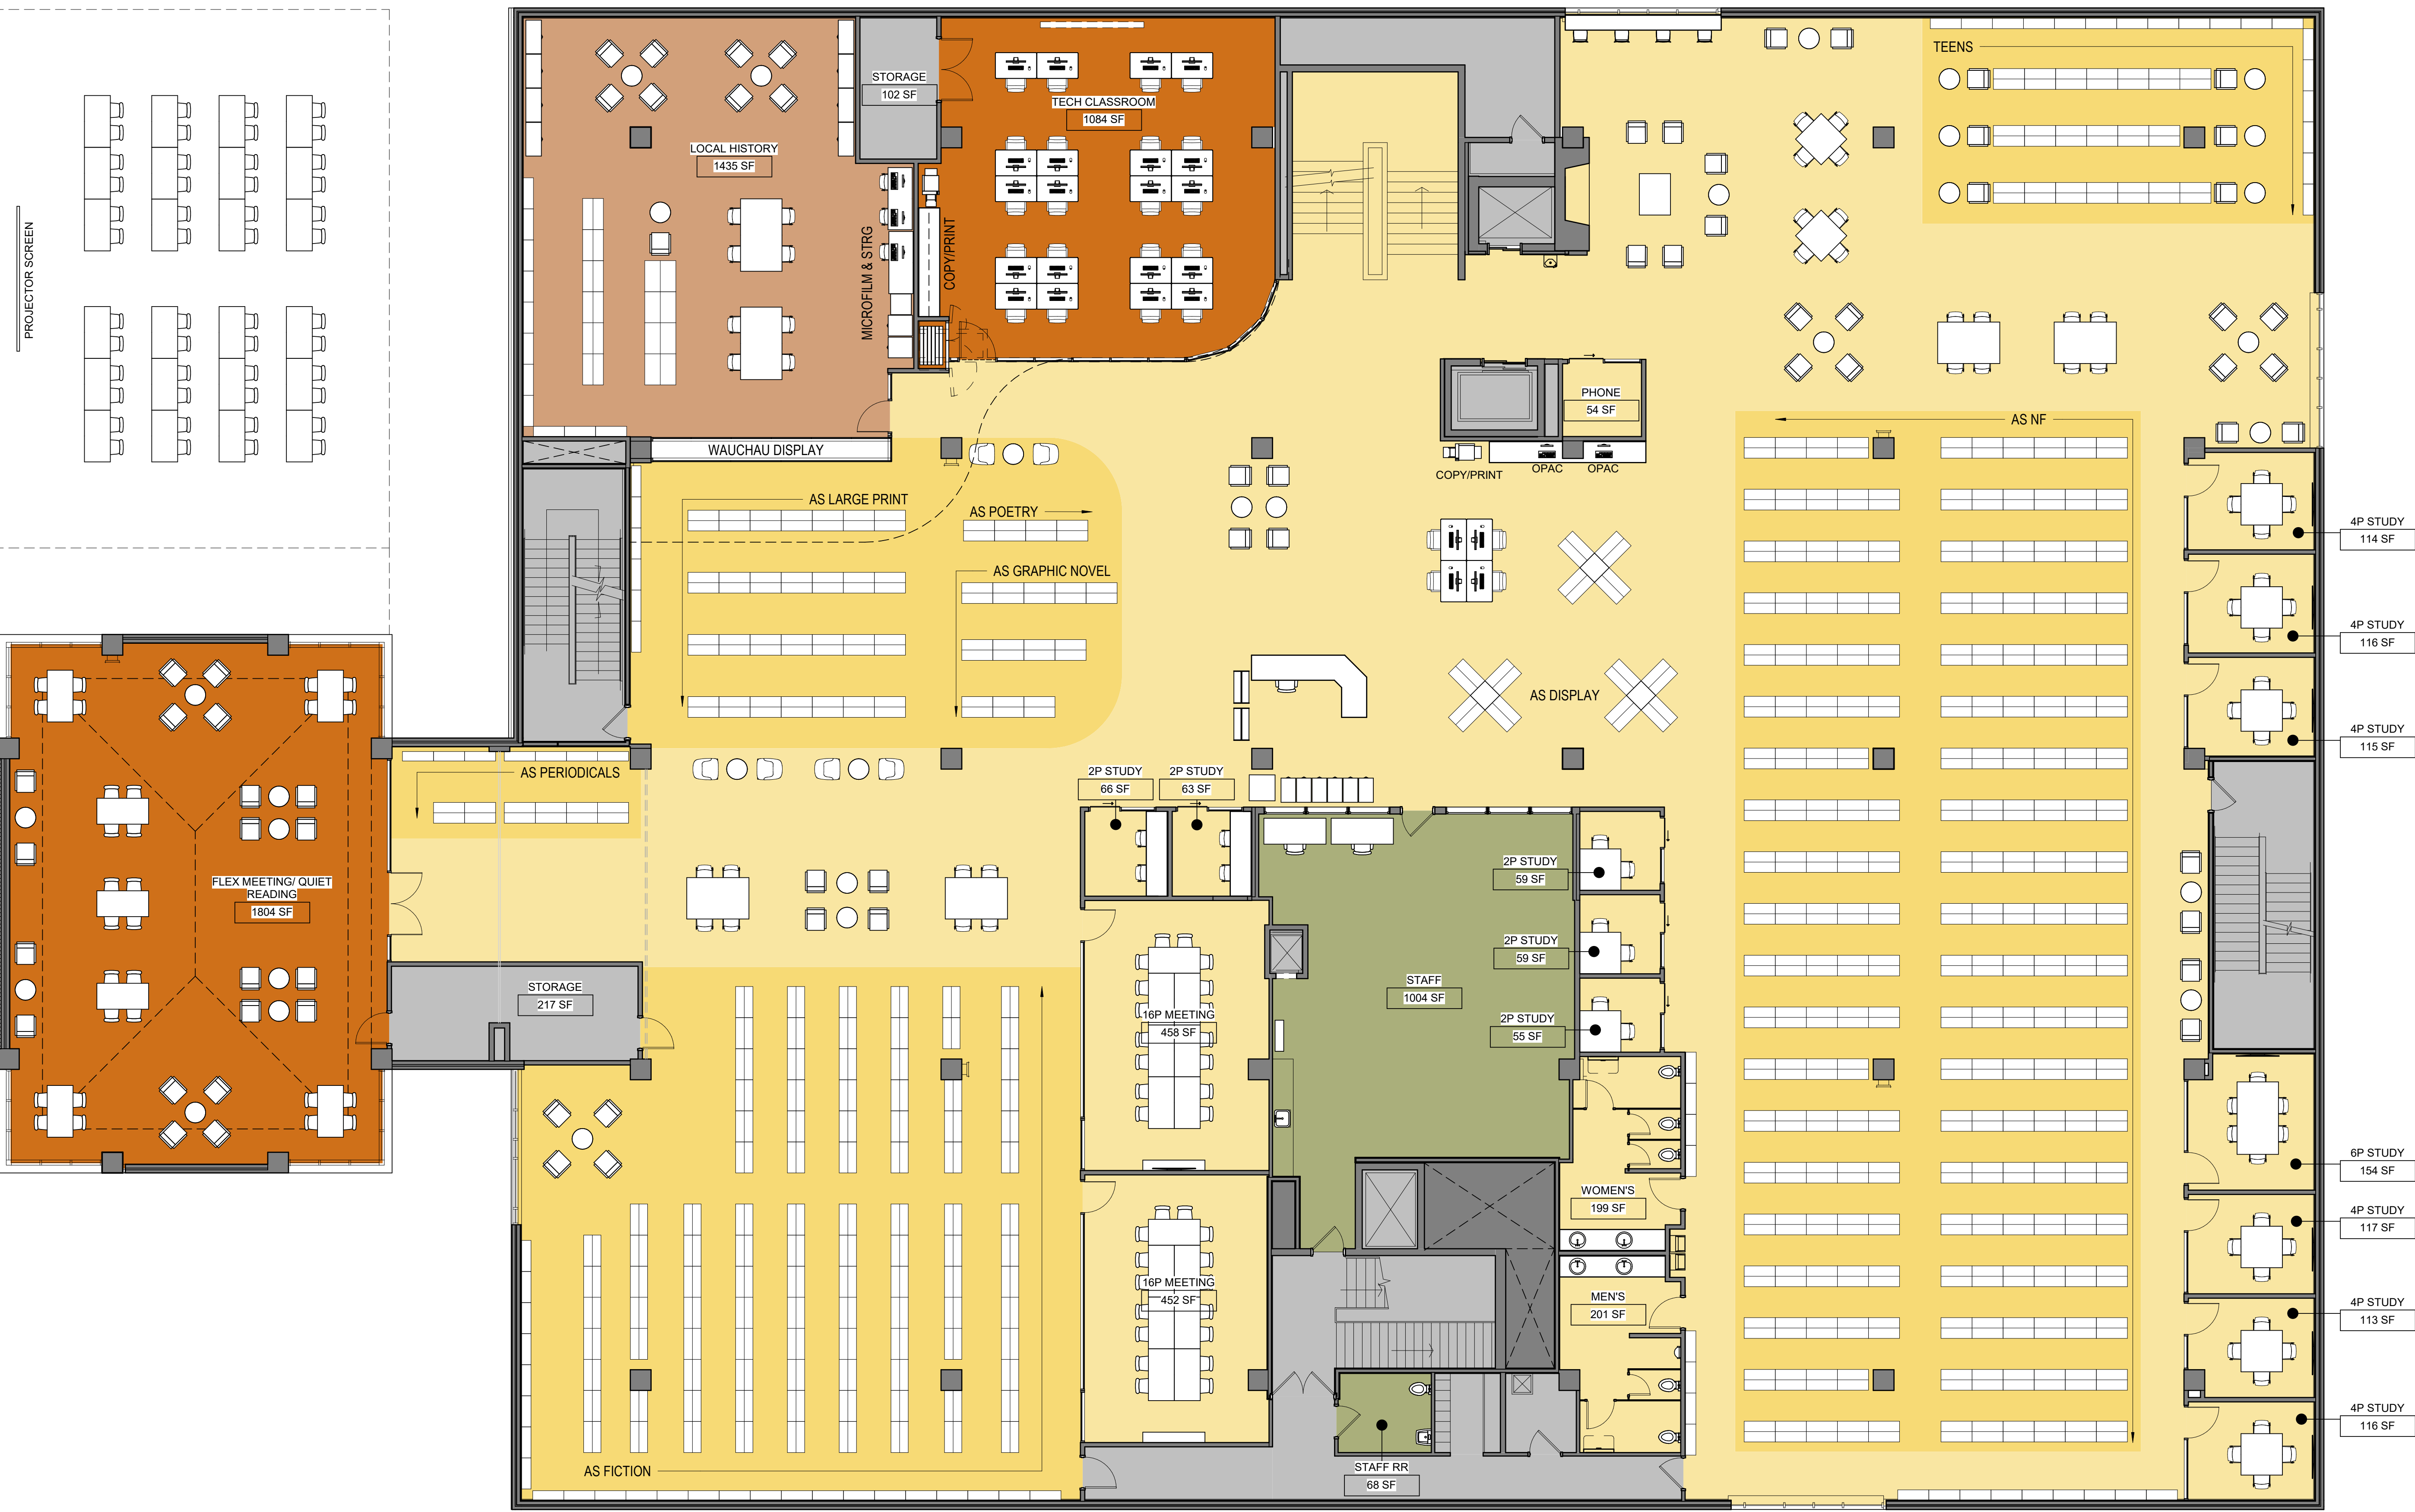 TEENS
STORAGE
102 SF
TECH CLASSROOM
1084 SF
LOCAL HISTORY
1435 SF
PROJECTOR SCREEN
MICROFILM & STRG
COPY/PRINT
PHONE
54 SF
AS NF
WAUCHAU DISPLAY
COPY/PRINT
OPAC
OPAC
AS LARGE PRINT
AS POETRY
4P STUDY
114 SF
AS GRAPHIC NOVEL
4P STUDY
116 SF
AS DISPLAY
4P STUDY
115 SF
AS PERIODICALS
2P STUDY
66 SF
2P STUDY
63 SF
2P STUDY
59 SF
FLEX MEETING/ QUIET
READING
1804 SF
2P STUDY
59 SF
STORAGE
217 SF
STAFF
1004 SF
16P MEETING
458 SF
2P STUDY
55 SF
6P STUDY
154 SF
WOMEN'S
199 SF
4P STUDY
117 SF
16P MEETING
452 SF
MEN'S
201 SF
4P STUDY
113 SF
4P STUDY
116 SF
AS FICTION
STAFF RR
68 SF